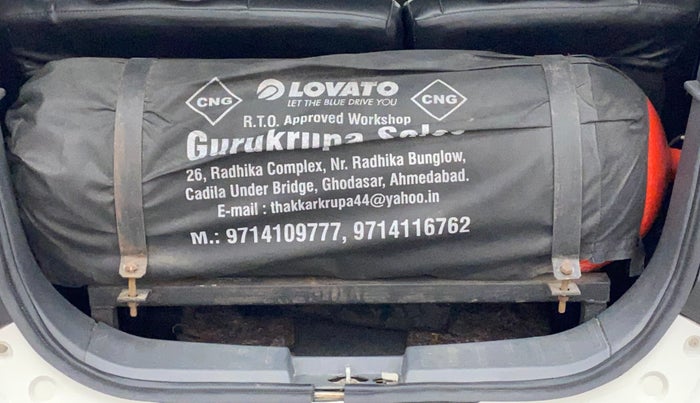 CNG LOVATO CNG
LET THE BLUE DRIVE YOU
R.T.O. Approved Workshop
Gurukrupa Sales
26, Radhika Complex, Nr. Radhika Bunglow,
Cadila Under Bridge, Ghodasar, Ahmedabad.
E-mail : thakkarkrupa44@yahoo.in
M.: 9714109777, 9714116762